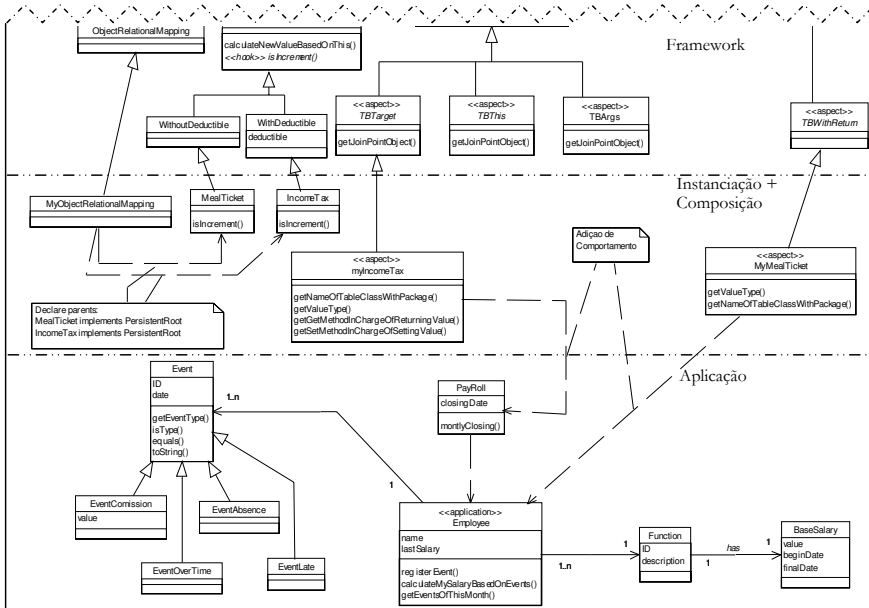 ObjectRelationalMapping
calculateNewValueBasedOnThis()
<<hook>> isIncrement()
Framework
WithoutDeductible
WithDeductible
deductible
<<aspect>>
TBTarget
getJoinPointObject()
<<aspect>>
TBThis
getJoinPointObject()
<<aspect>>
TBArgs
getJoinPointObject()
<<aspect>>
TBWithReturn
Instanciação +
Composição
MyObjectRelationalMapping
MealTicket
isIncrement()
IncomeTax
isIncrement()
Adiçao de
Comportamento
<<aspect>>
myIncomeTax
getNameOfTableClassWithPackage()
getValueType()
getGetMethodInChargeOfReturningValue()
getSetMethodInChargeOfSettingValue()
<<aspect>>
MyMealTicket
getValueType()
getNameOfTableClassWithPackage()
Declare parents:
MealTicket implements PersistentRoot
IncomeTax implements PersistentRoot
Aplicação
Event
ID
date
getEventType()
isType()
equals()
toString()
1..n
PayRoll
closingDate
montlyClosing()
1
EventComission
value
EventAbsence
EventOverTime
EventLate
<<application>>
Employee
name
lastSalary
registerEvent()
calculateMySalaryBasedOnEvents()
getEventsOfThisMonth()
1..n
1
Function
ID
description
1
has
1
BaseSalary
value
beginDate
finalDate